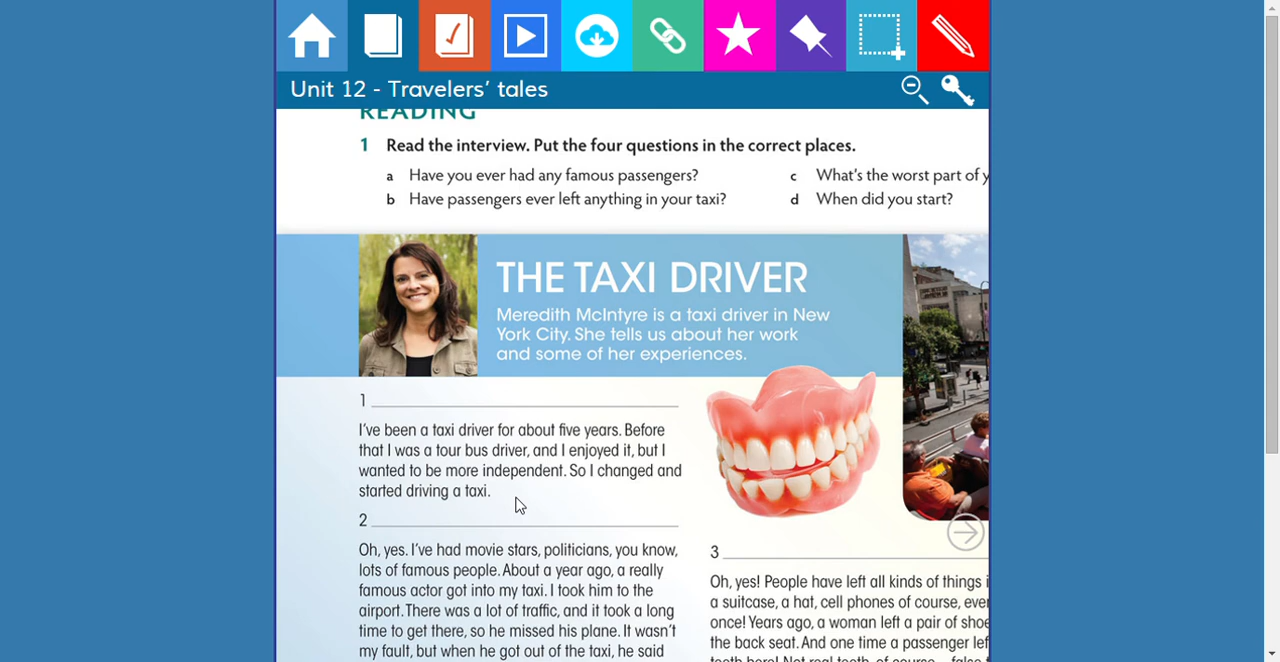 Unit 12 - Travelers' tales
READING
1 Read the interview. Put the four questions in the correct places.
a Have you ever had any famous passengers?
b Have passengers ever left anything in your taxi?
c What's the worst part of
d When did you start?
THE TAXI DRIVER
Meredith McIntyre is a taxi driver in New
York City. She tells us about her work
and some of her experiences.
1
I've been a taxi driver for about five years. Before
that I was a tour bus driver, and I enjoyed it, but I
wanted to be more independent. So I changed and
started driving a taxi.
2
Oh, yes. I've had movie stars, politicians, you know,
lots of famous people. About a year ago, a really
famous actor got into my taxi. I took him to the
airport. There was a lot of traffic, and it took a long
time to get there, so he missed his plane. It wasn't
my fault, but when he got out of the taxi, he said
3
Oh, yes! People have left all kinds of things
a suitcase, a hat, cell phones of course,
once! Years ago, a woman left a pair of
the back seat. And one time a passenger
teeth here! Not real teeth, of course – false